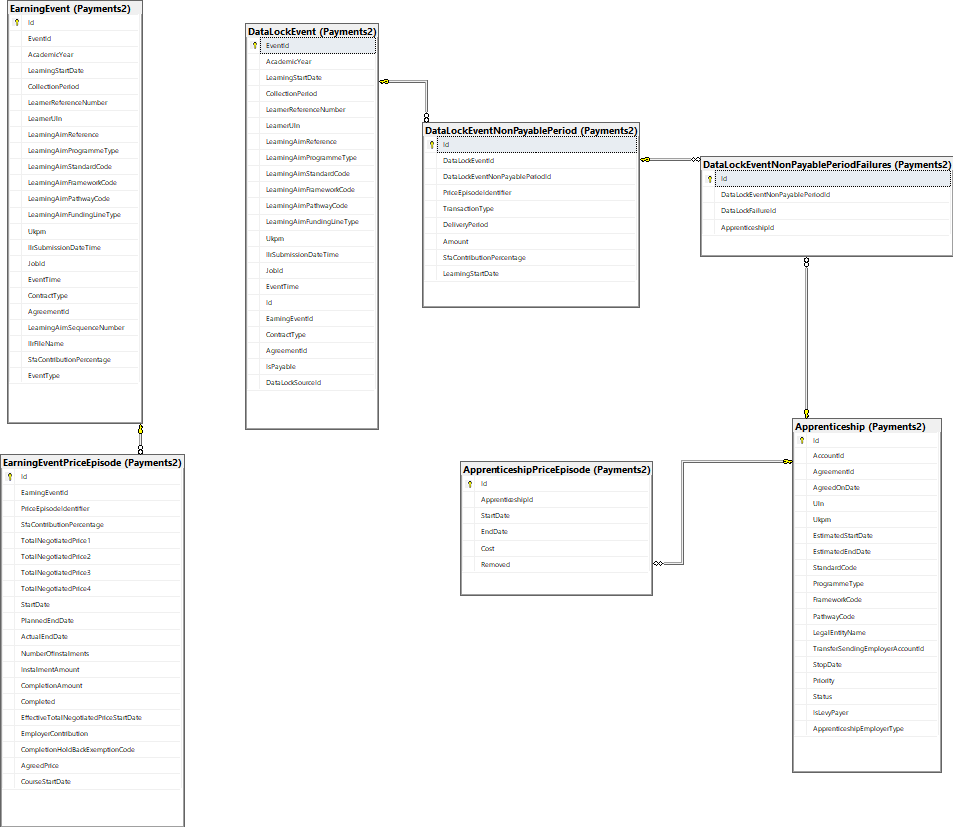 EarningEvent (Payments2)
Id
EventId
AcademicYear
LearningStartDate
CollectionPeriod
LearnerReferenceNumber
LearnerUln
LearningAimReference
LearningAimProgrammeType
LearningAimStandardCode
LearningAimFrameworkCode
LearningAimPathwayCode
LearningAimFundingLineType
Ukprn
IlrSubmissionDateTime
JobId
EventTime
ContractType
AgreementId
LearningAimSequenceNumber
IlrFileName
SfaContributionPercentage
EventType
EarningEventPriceEpisode (Payments2)
Id
EarningEventId
PriceEpisodeIdentifier
SfaContributionPercentage
TotalNegotiatedPrice1
TotalNegotiatedPrice2
TotalNegotiatedPrice3
TotalNegotiatedPrice4
StartDate
PlannedEndDate
ActualEndDate
NumberOfInstalments
InstalmentAmount
CompletionAmount
Completed
EffectiveTotalNegotiatedPriceStartDate
EmployerContribution
CompletionHoldBackExemptionCode
AgreedPrice
CourseStartDate
DataLockEvent (Payments2)
EventId
AcademicYear
LearningStartDate
CollectionPeriod
LearnerReferenceNumber
LearnerUln
LearningAimReference
LearningAimProgrammeType
LearningAimStandardCode
LearningAimFrameworkCode
LearningAimPathwayCode
LearningAimFundingLineType
Ukprn
IlrSubmissionDateTime
JobId
EventTime
Id
EarningEventId
ContractType
AgreementId
IsPayable
DataLockSourceId
DataLockEventNonPayablePeriod (Payments2)
Id
DataLockEventId
DataLockEventNonPayablePeriodId
PriceEpisodeIdentifier
TransactionType
DeliveryPeriod
Amount
SfaContributionPercentage
LearningStartDate
DataLockEventNonPayablePeriodFailures (Payments2)
Id
DataLockEventNonPayablePeriodId
DataLockFailureId
ApprenticeshipId
ApprenticeshipPriceEpisode (Payments2)
Id
ApprenticeshipId
StartDate
EndDate
Cost
Removed
Apprenticeship (Payments2)
Id
AccountId
AgreementId
AgreedOnDate
Uln
Ukprn
EstimatedStartDate
EstimatedEndDate
StandardCode
ProgrammeType
FrameworkCode
PathwayCode
LegalEntityName
TransferSendingEmployerAccountId
StopDate
Priority
Status
IsLevyPayer
ApprenticeshipEmployerType